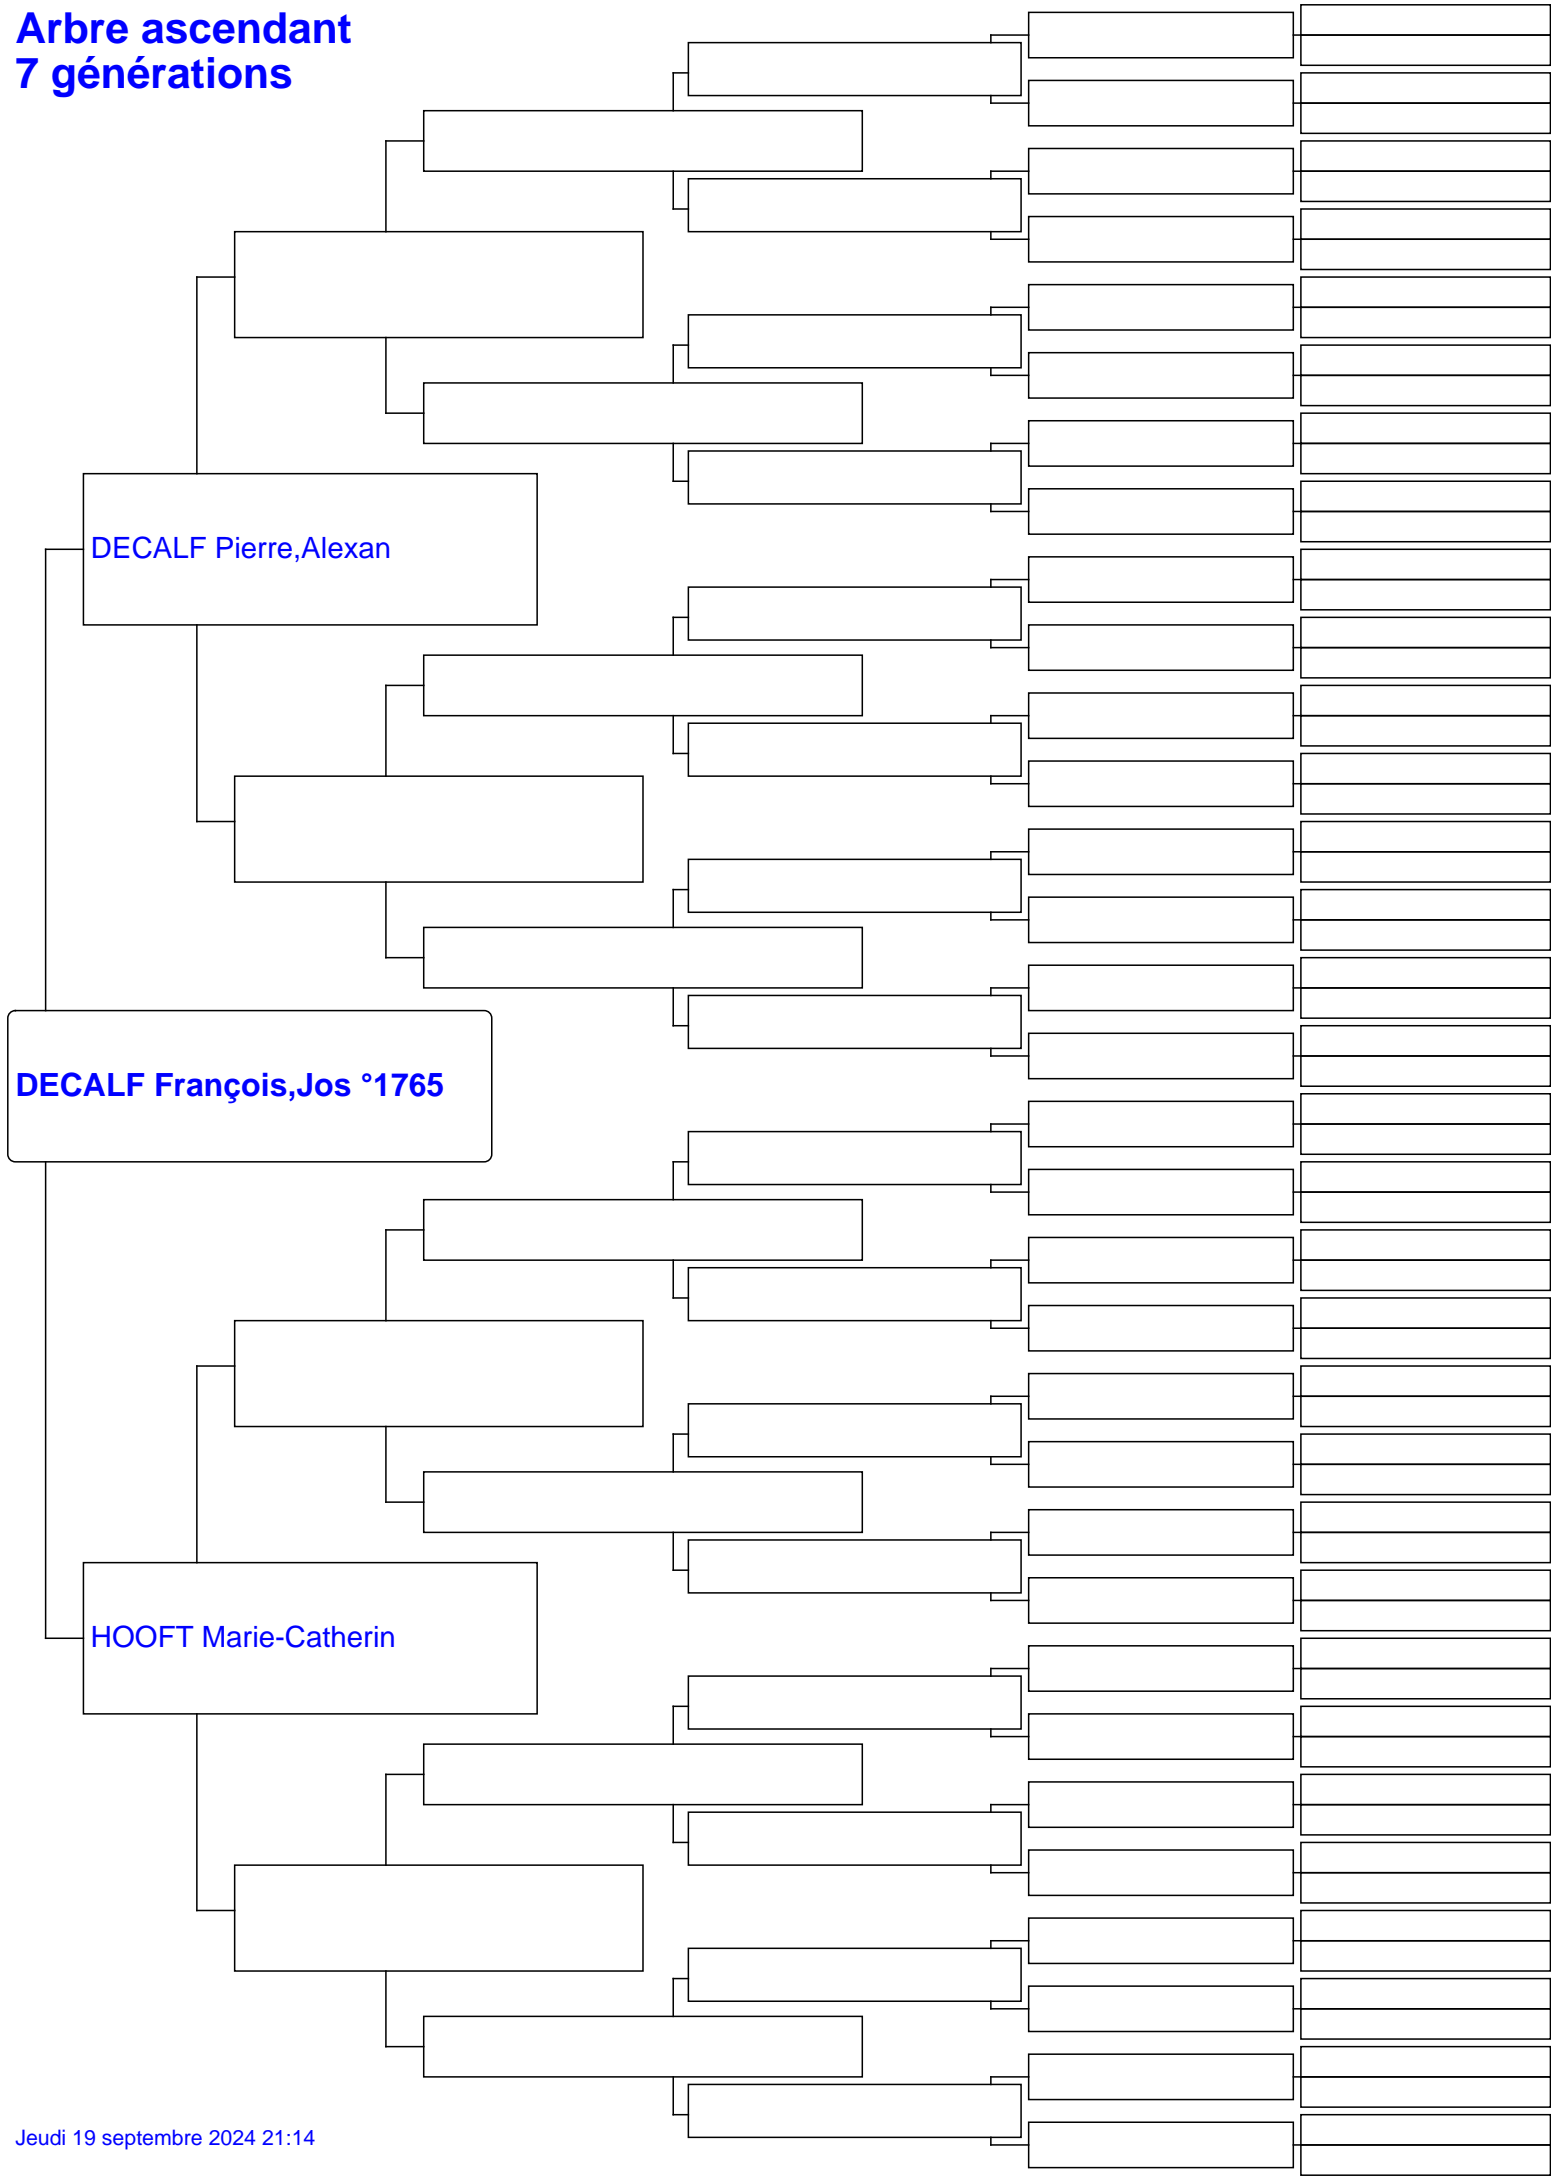 Arbre ascendant
7 générations
DECALF Pierre,Alexan
DECALF François,Jos °1765
HOOFT Marie-Catherin
Jeudi 19 septembre 2024 21:14